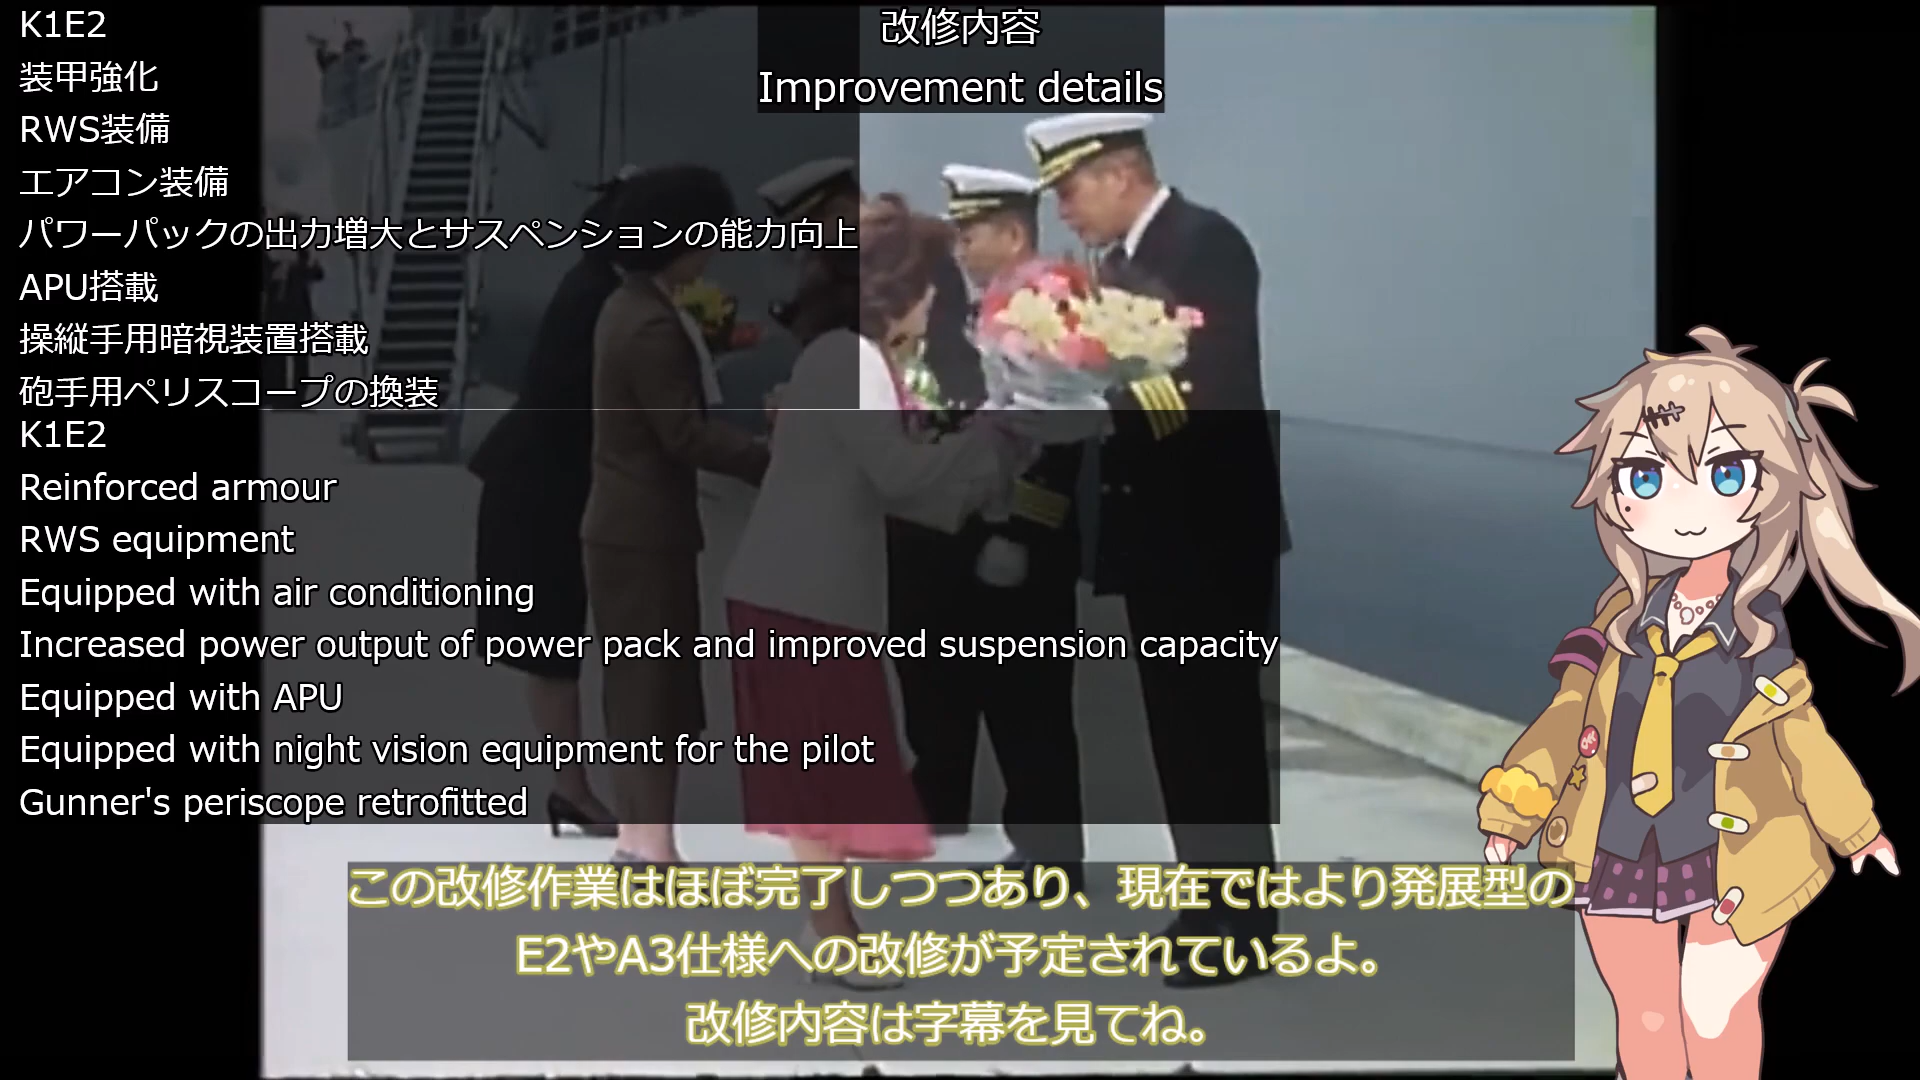 改修内容
Improvement details
K1E2
装甲強化
RWS装備
エアコン装備
パワーパックの出力増大とサスペンションの能力向上
APU搭載
操縦手用暗視装置搭載
砲手用ペリスコープの換装
K1E2
Reinforced armour
RWS equipment
Equipped with air conditioning
Increased power output of power pack and improved suspension capacity
Equipped with APU
Equipped with night vision equipment for the pilot
Gunner's periscope retrofitted
この改修作業はほぼ完了しつつあり、現在ではより発展型の
E2やA3仕様への改修が予定されているよ。
改修内容は字幕を見てね。